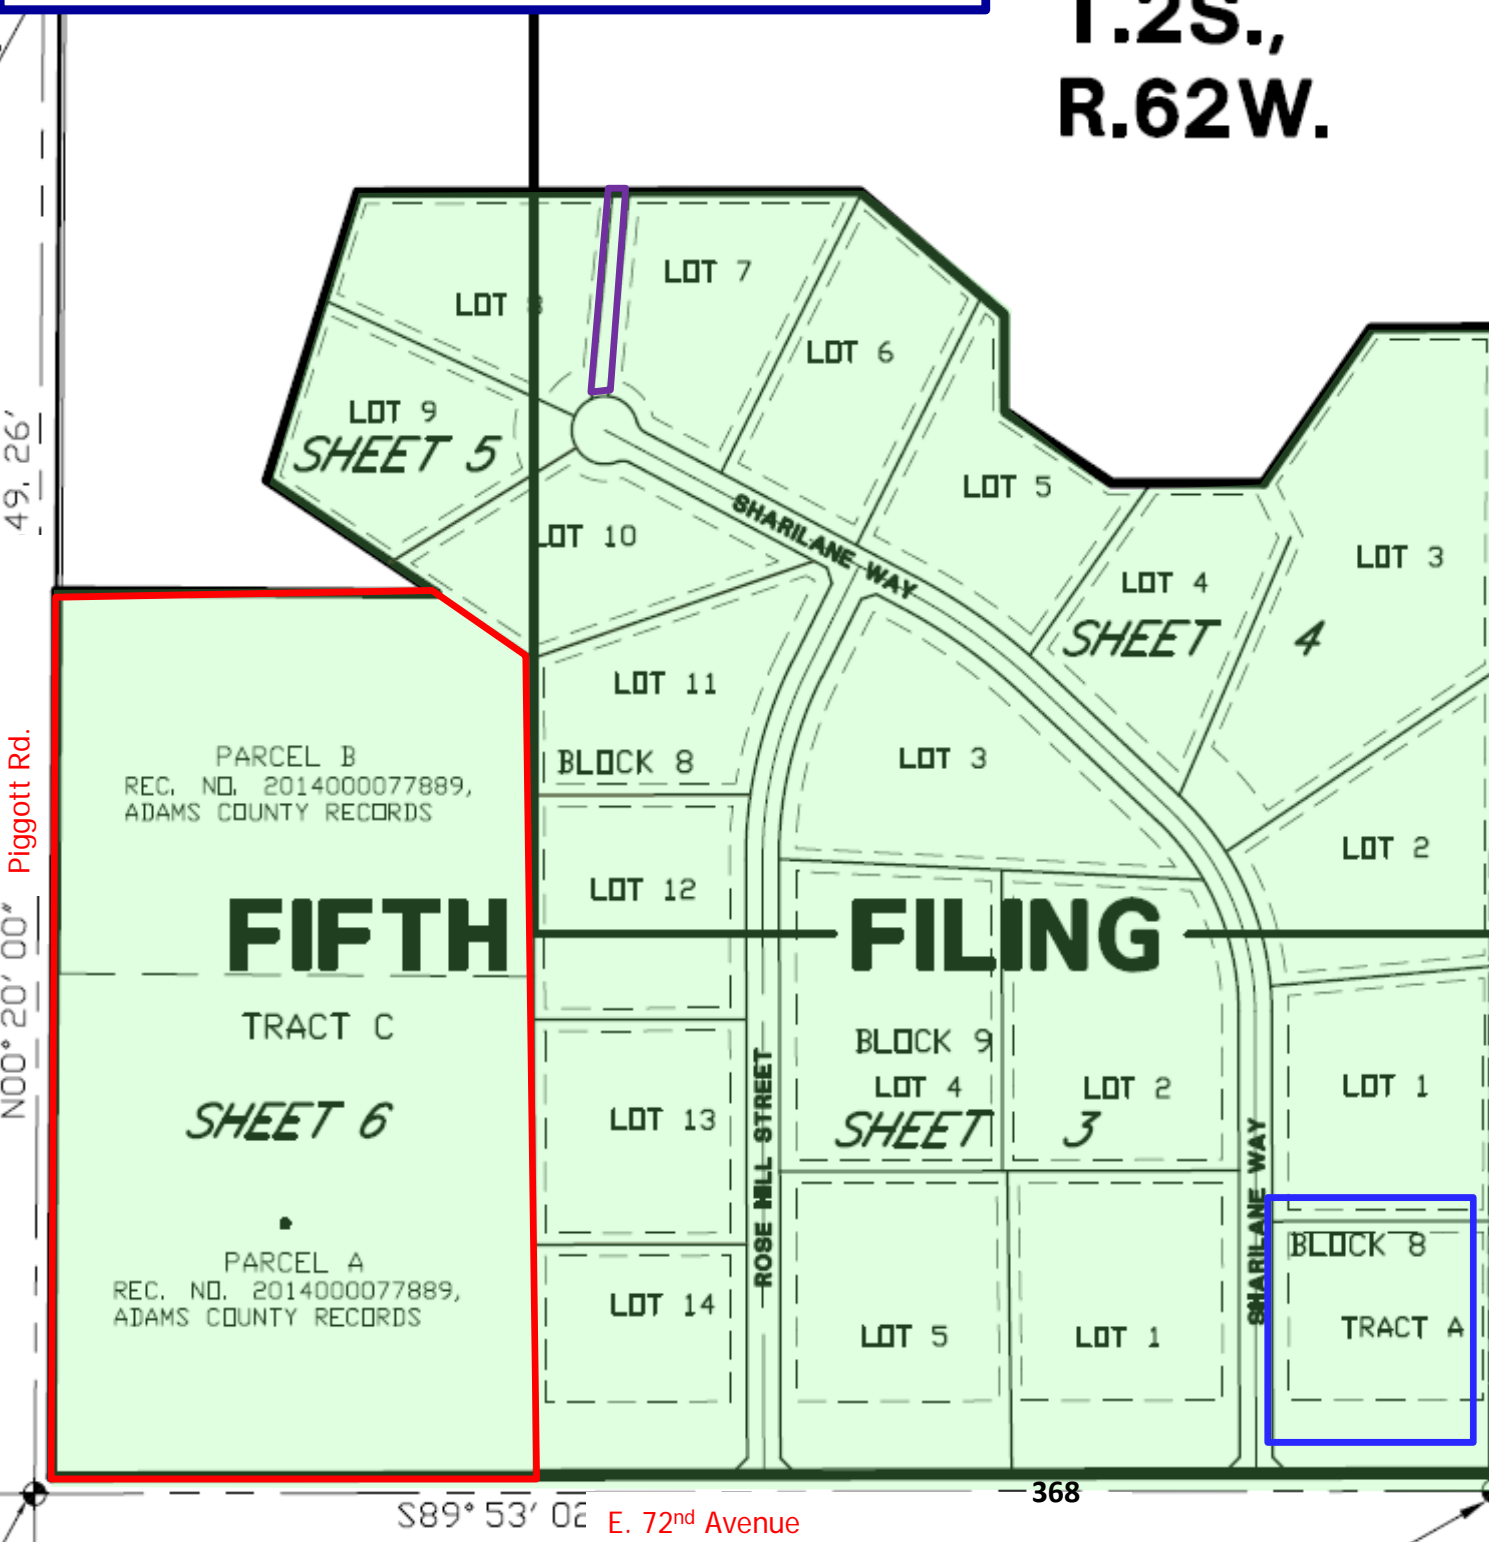 T.2S.,
R.62W.
LOT 7
LOT
LOT 6
LOT 9
SHEET 5
LOT 5
SHARILANE WAY
LOT 10
LOT 3
LOT 4
SHEET 4
49.26'
LOT 11
BLOCK 8
LOT 3
PARCEL B
REC. NO. 2014000077889,
ADAMS COUNTY RECORDS
Piggott Rd.
LOT 2
LOT 12
FIFTH FILING
N00°20'00"
TRACT C
BLOCK 9
LOT 4
LOT 2
LOT 1
SHEET 6
LOT 13
SHEET 3
ROSE HILL STREET
SHARILANE WAY
BLOCK 8
PARCEL A
REC. NO. 2014000077889,
ADAMS COUNTY RECORDS
LOT 14
LOT 5
LOT 1
TRACT A
368
S89°53'02
E. 72nd Avenue